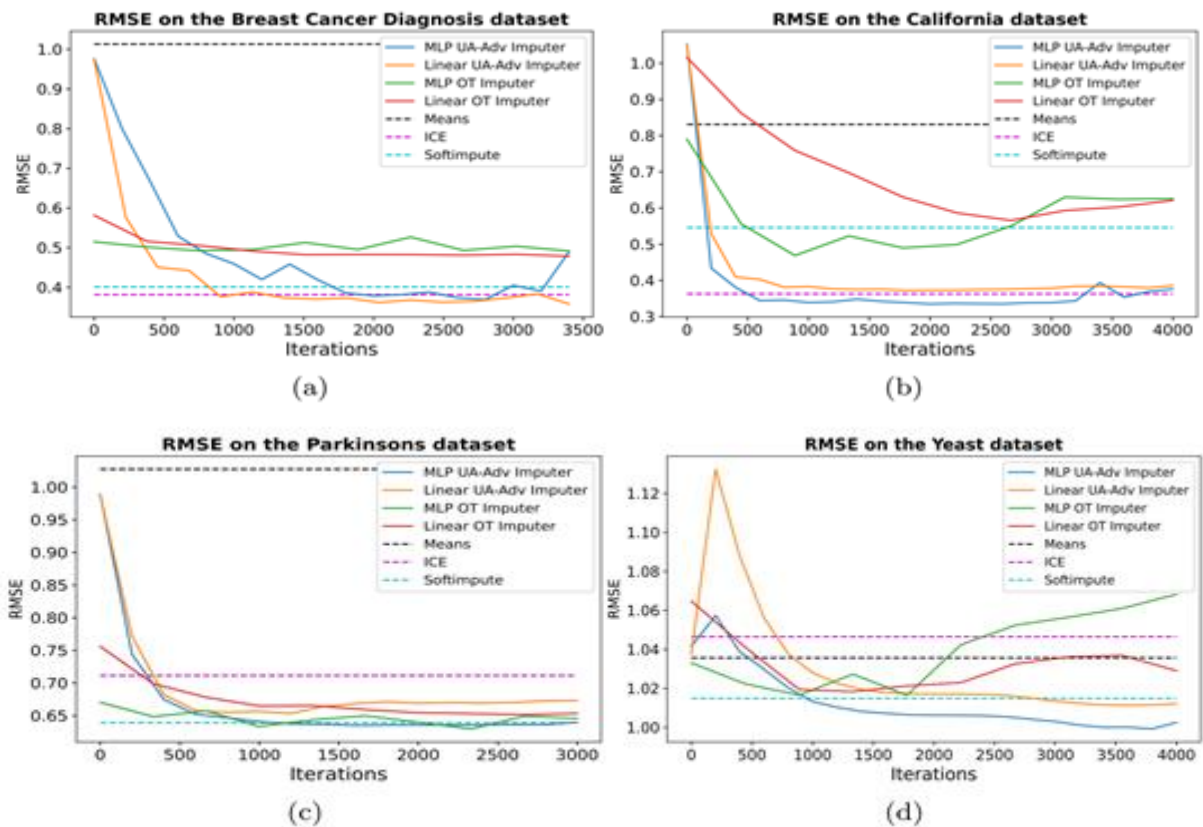 RMSE on the Breast Cancer Diagnosis dataset
1.0
0.9
0.8
0.7
0.6
0.5
0.4
RMSE
MLP UA-Adv Imputer
Linear UA-Adv Imputer
MLP OT Imputer
Linear OT Imputer
Means
ICE
Softimpute
0 500 1000 1500 2000 2500 3000 3500
Iterations
(a)
RMSE on the California dataset
1.0
0.9
0.8
0.7
0.6
0.5
0.4
0.3
RMSE
MLP UA-Adv Imputer
Linear UA-Adv Imputer
MLP OT Imputer
Linear OT Imputer
Means
ICE
Softimpute
0 500 1000 1500 2000 2500 3000 3500 4000
Iterations
(b)
RMSE on the Parkinsons dataset
1.00
0.95
0.90
0.85
0.80
0.75
0.70
0.65
RMSE
MLP UA-Adv Imputer
Linear UA-Adv Imputer
MLP OT Imputer
Linear OT Imputer
Means
ICE
Softimpute
0 500 1000 1500 2000 2500 3000
Iterations
(c)
RMSE on the Yeast dataset
1.12
1.10
1.08
1.06
1.04
1.02
1.00
RMSE
MLP UA-Adv Imputer
Linear UA-Adv Imputer
MLP OT Imputer
Linear OT Imputer
Means
ICE
Softimpute
0 500 1000 1500 2000 2500 3000 3500 4000
Iterations
(d)